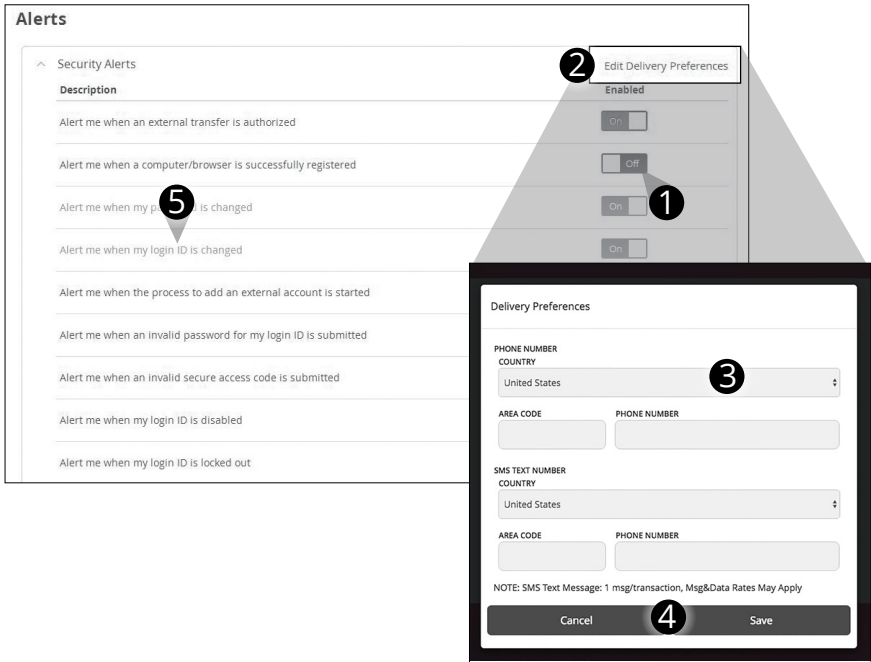 Alerts
Security Alerts
2 Edit Delivery Preferences
Description Enabled
Alert me when an external transfer is authorized On
Alert me when a computer/browser is successfully registered Off
1
Alert me when my is changed On
5
Alert me when my login ID is changed On
Alert me when the process to add an external account is started
Alert me when an invalid password for my login ID is submitted
Alert me when an invalid secure access code is submitted
Alert me when my login ID is disabled
Alert me when my login ID is locked out
Delivery Preferences
PHONE NUMBER
COUNTRY
United States 3
AREA CODE PHONE NUMBER
SMS TEXT NUMBER
COUNTRY
United States
AREA CODE PHONE NUMBER
NOTE: SMS Text Message: 1 msg/transaction, Msg&Data Rates May Apply
Cancel 4 Save